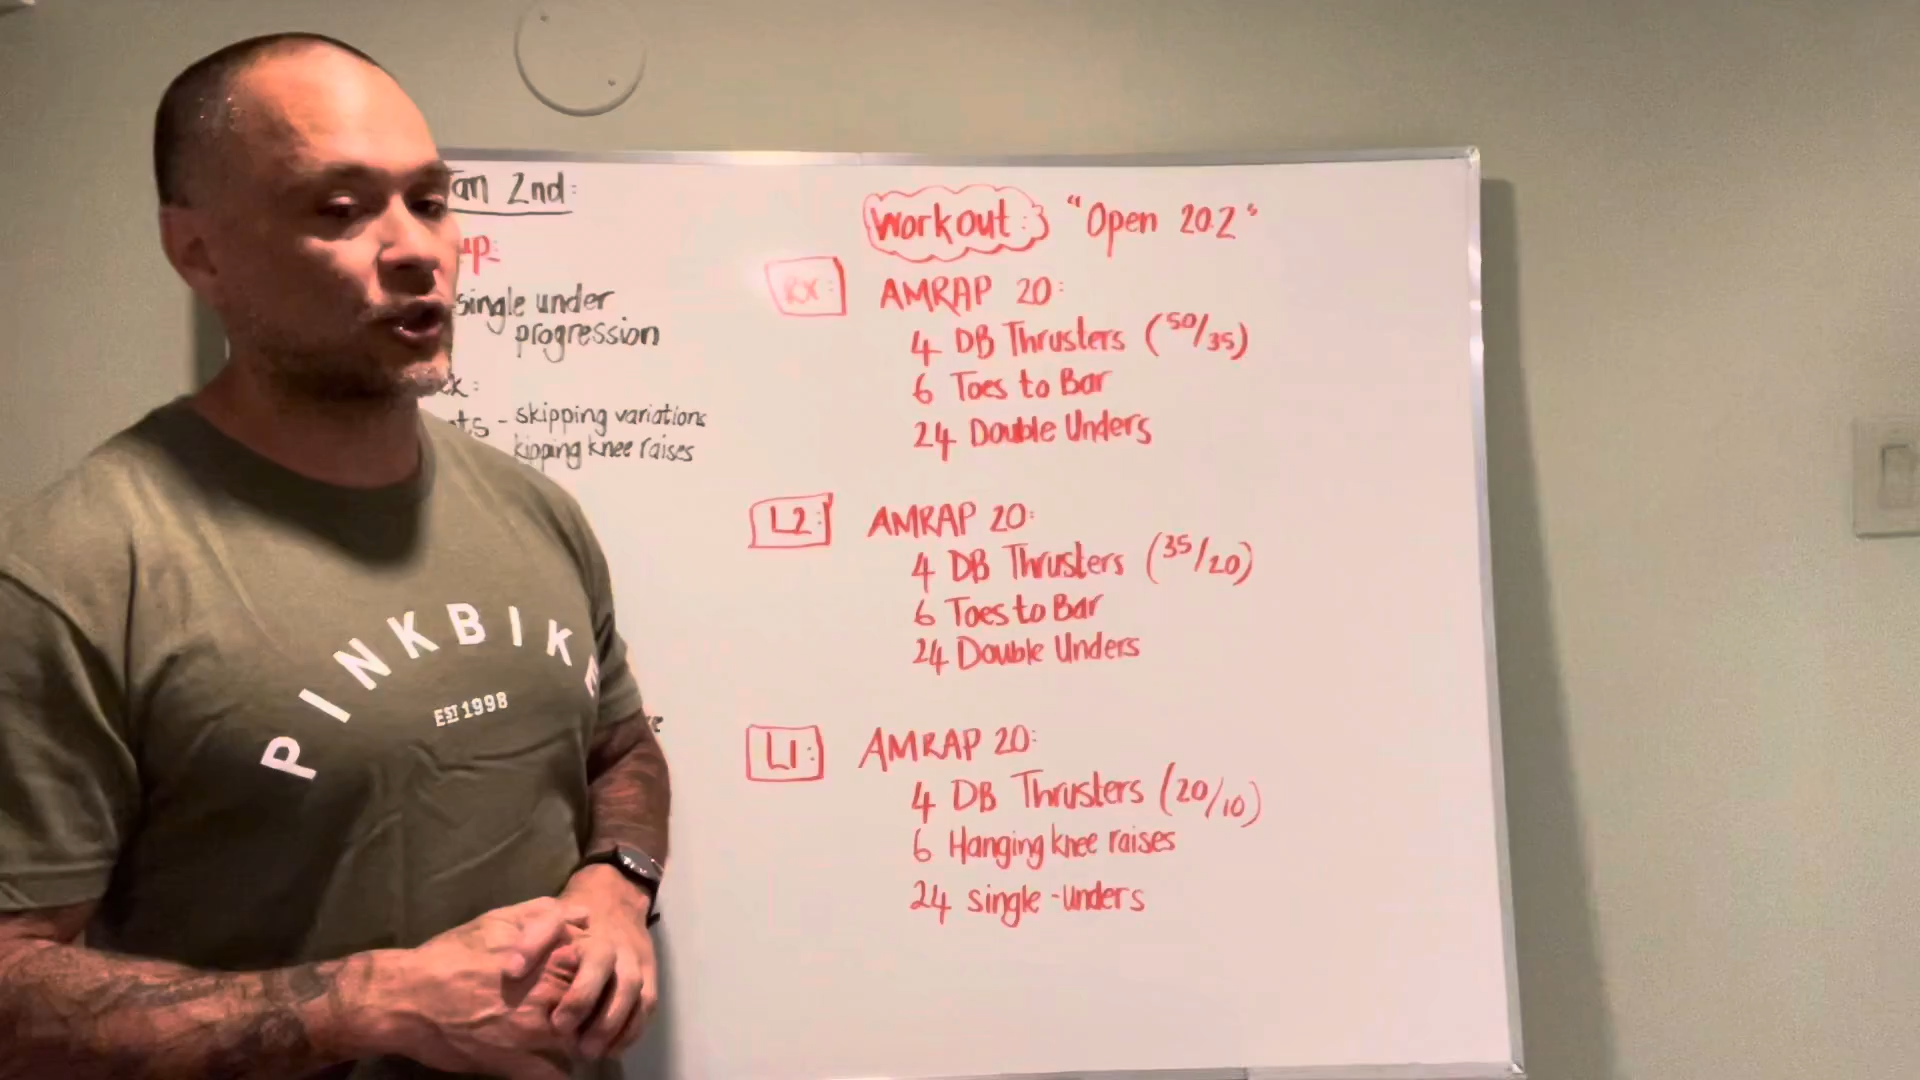 Jan 2nd:
up:
single under
progression
- skipping variations
kipping knee raises
Workout: "Open 20.2"
RX: AMRAP 20:
4 DB Thrusters (50/35)
6 Toes to Bar
24 Double Unders
L2: AMRAP 20:
4 DB Thrusters (35/20)
6 Toes to Bar
24 Double Unders
L1: AMRAP 20:
4 DB Thrusters (20/10)
6 Hanging knee raises
24 single-unders
PINKBIKE
EST 1998